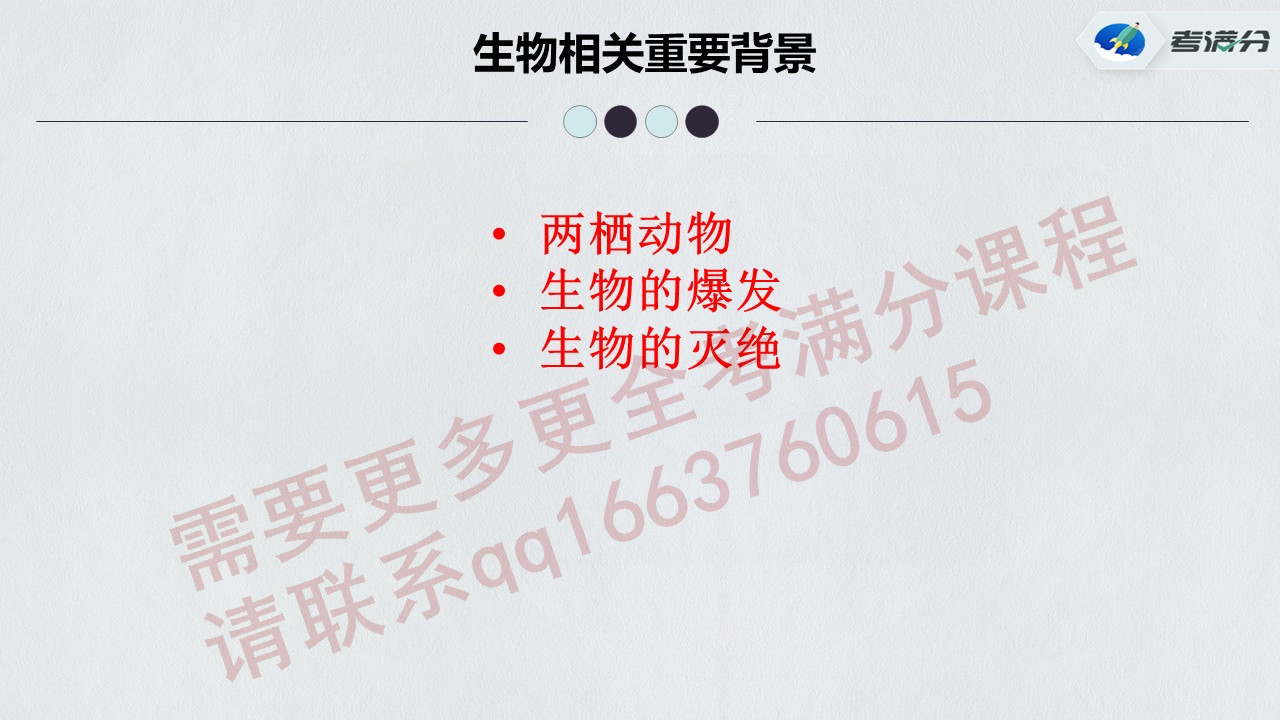 生物相关重要背景
考满分
• 两栖动物
• 生物的爆发
• 生物的灭绝
需要更多更全考满分课程
请联系qq1663760615